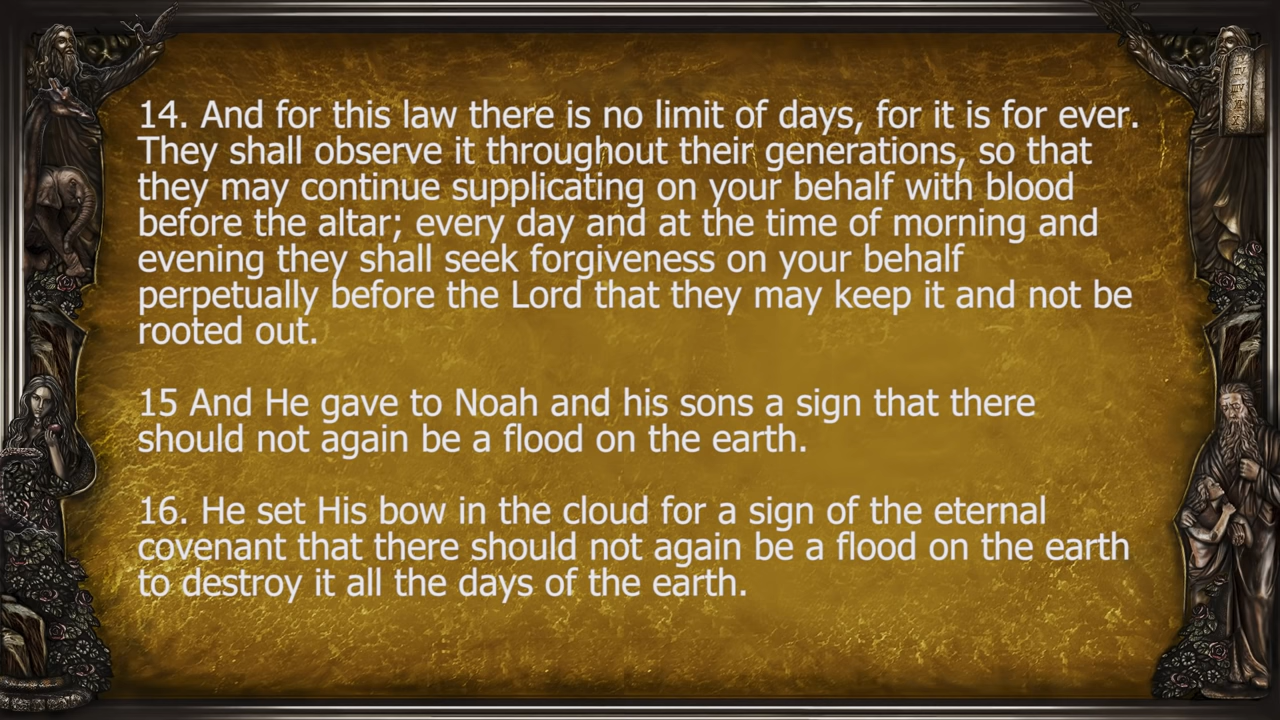 14. And for this law there is no limit of days, for it is for ever.
They shall observe it throughout their generations, so that
they may continue supplicating on your behalf with blood
before the altar; every day and at the time of morning and
evening they shall seek forgiveness on your behalf
perpetually before the Lord that they may keep it and not be
rooted out.
15 And He gave to Noah and his sons a sign that there
should not again be a flood on the earth.
16. He set His bow in the cloud for a sign of the eternal
covenant that there should not again be a flood on the earth
to destroy it all the days of the earth.